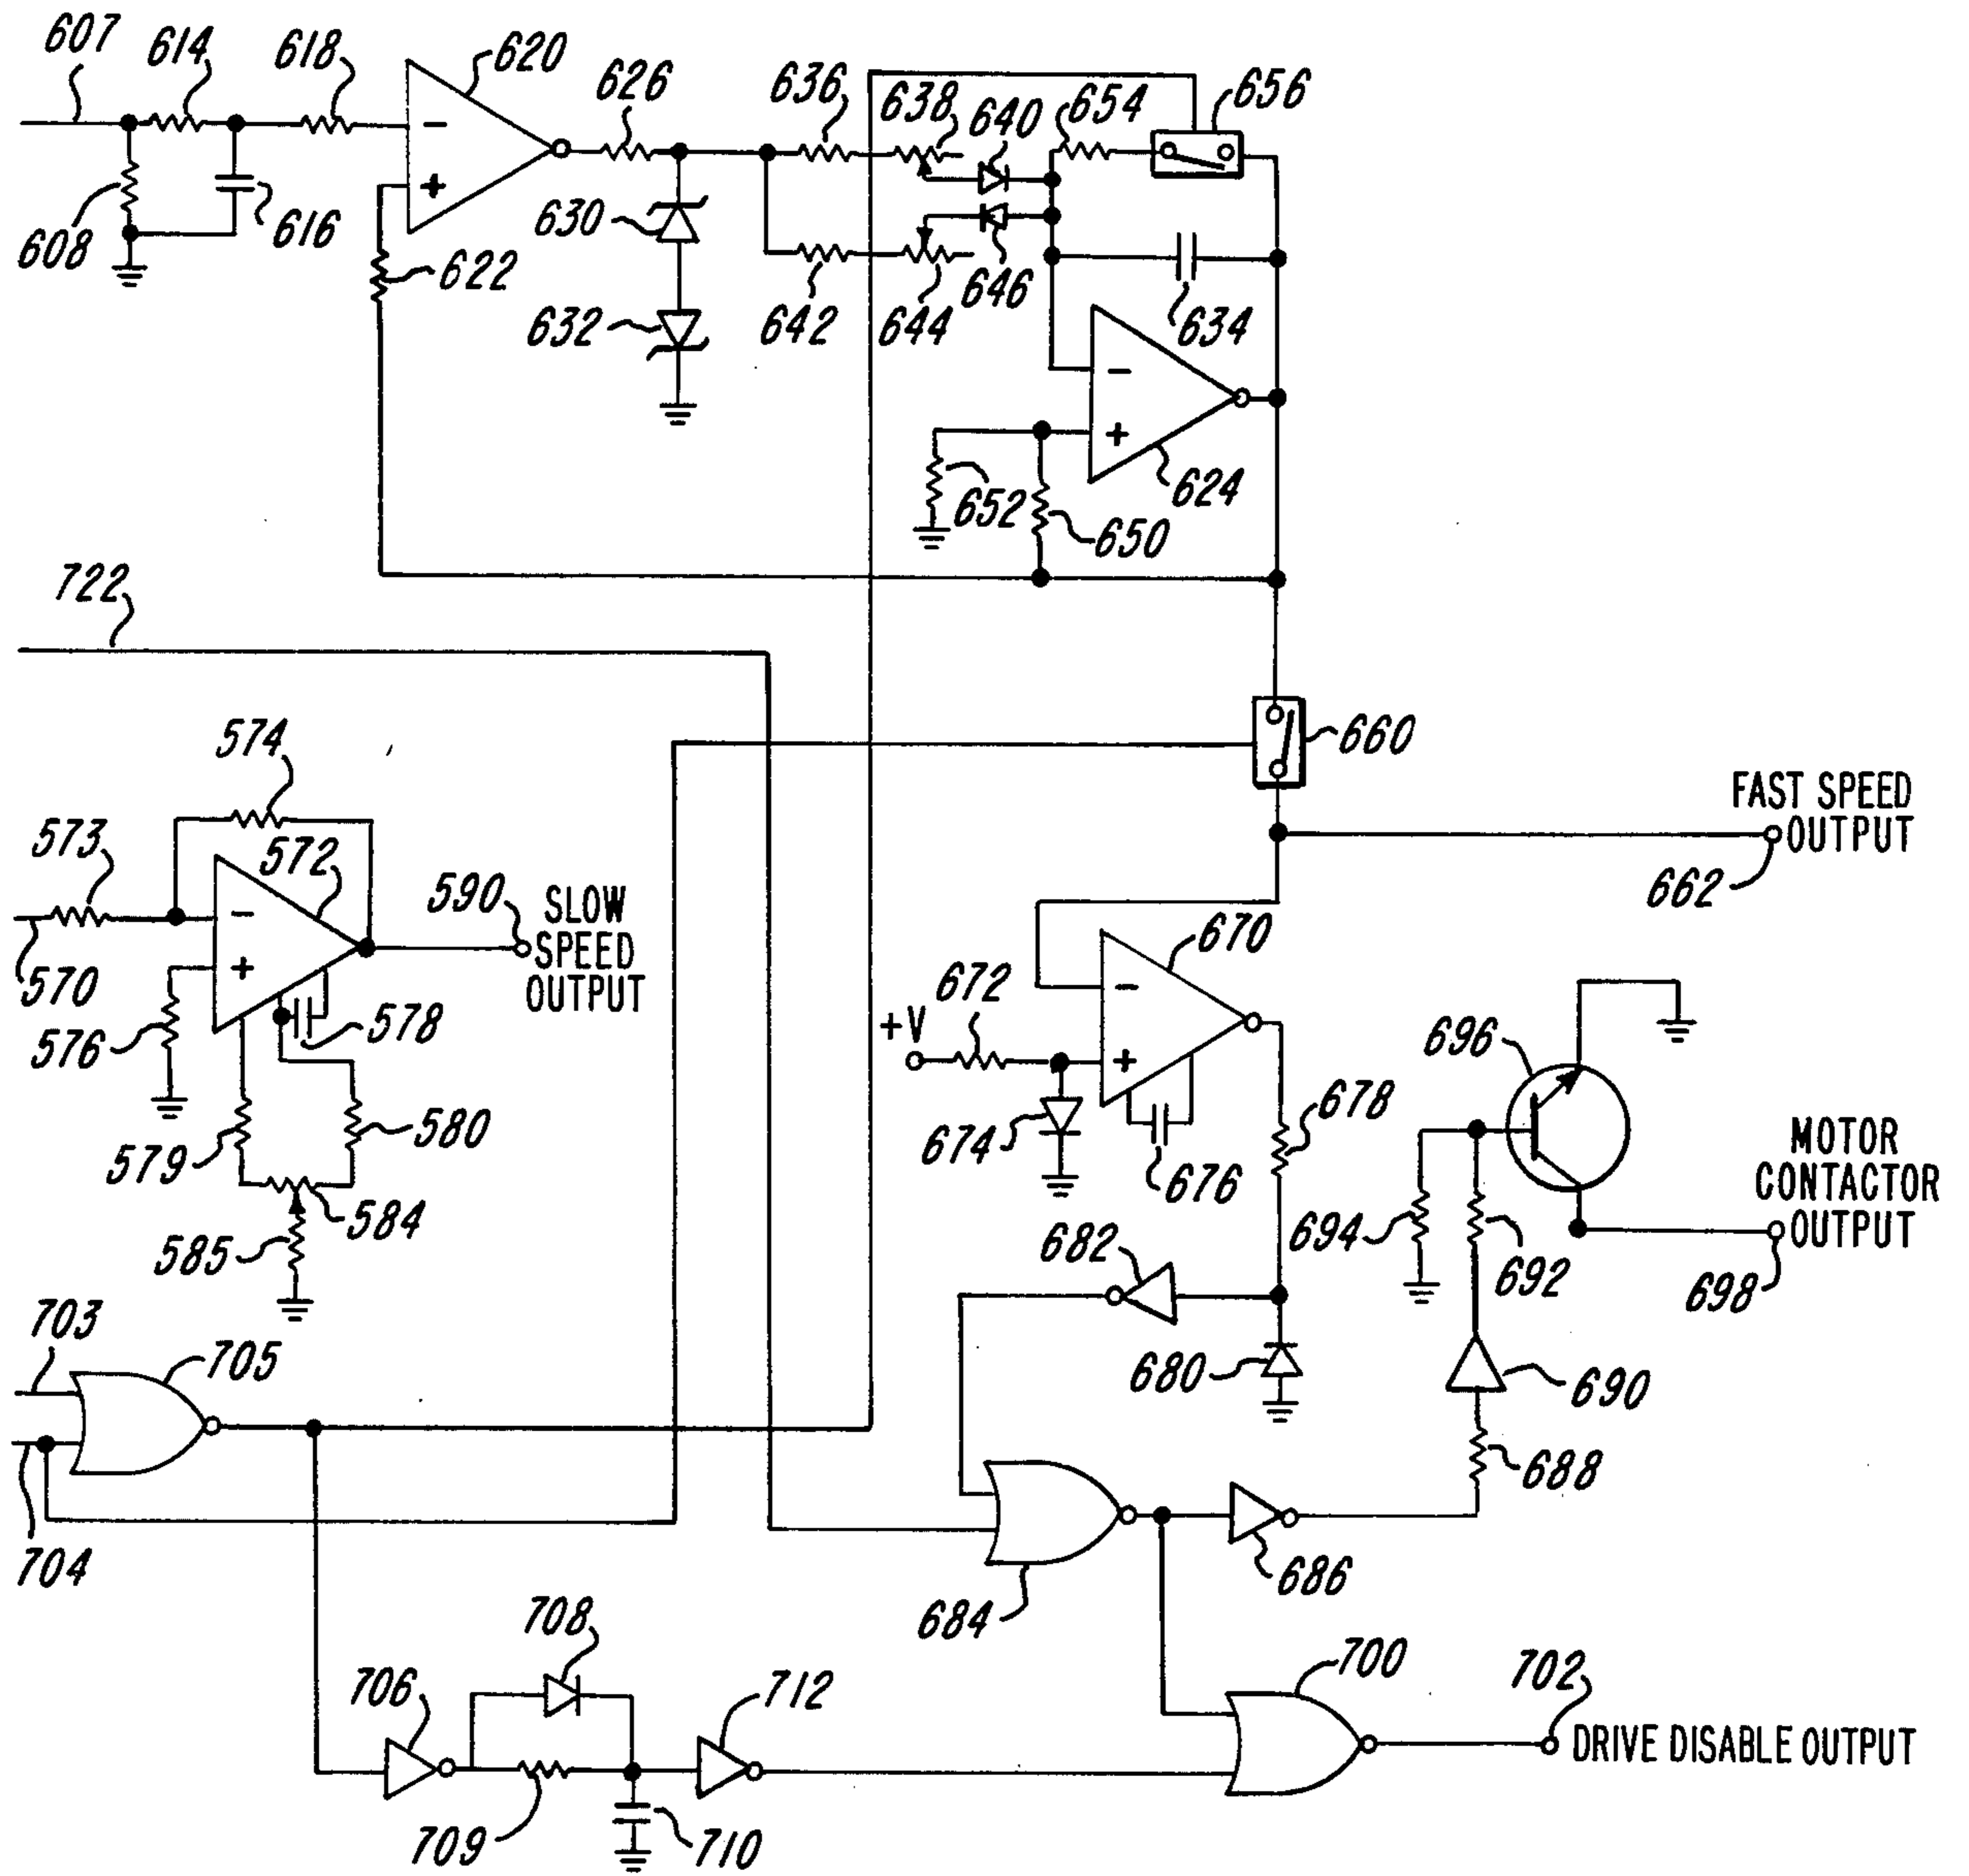 607 614 618 620 626 636 638 640 654 656
−
+
608 616 622 630 632 642 644 646 634
−
+
652 650 624
722
660
574
573 572
FAST SPEED
OUTPUT
662
−
+
570 576 578
590
SLOW
SPEED
OUTPUT
579 580
584
585
670
672
+V
−
+
674 676 678
696
MOTOR
CONTACTOR
OUTPUT
698
694 692
682
680
690
688
703
705
704
684
686
708
706
712
709
710
700
702
DRIVE DISABLE OUTPUT